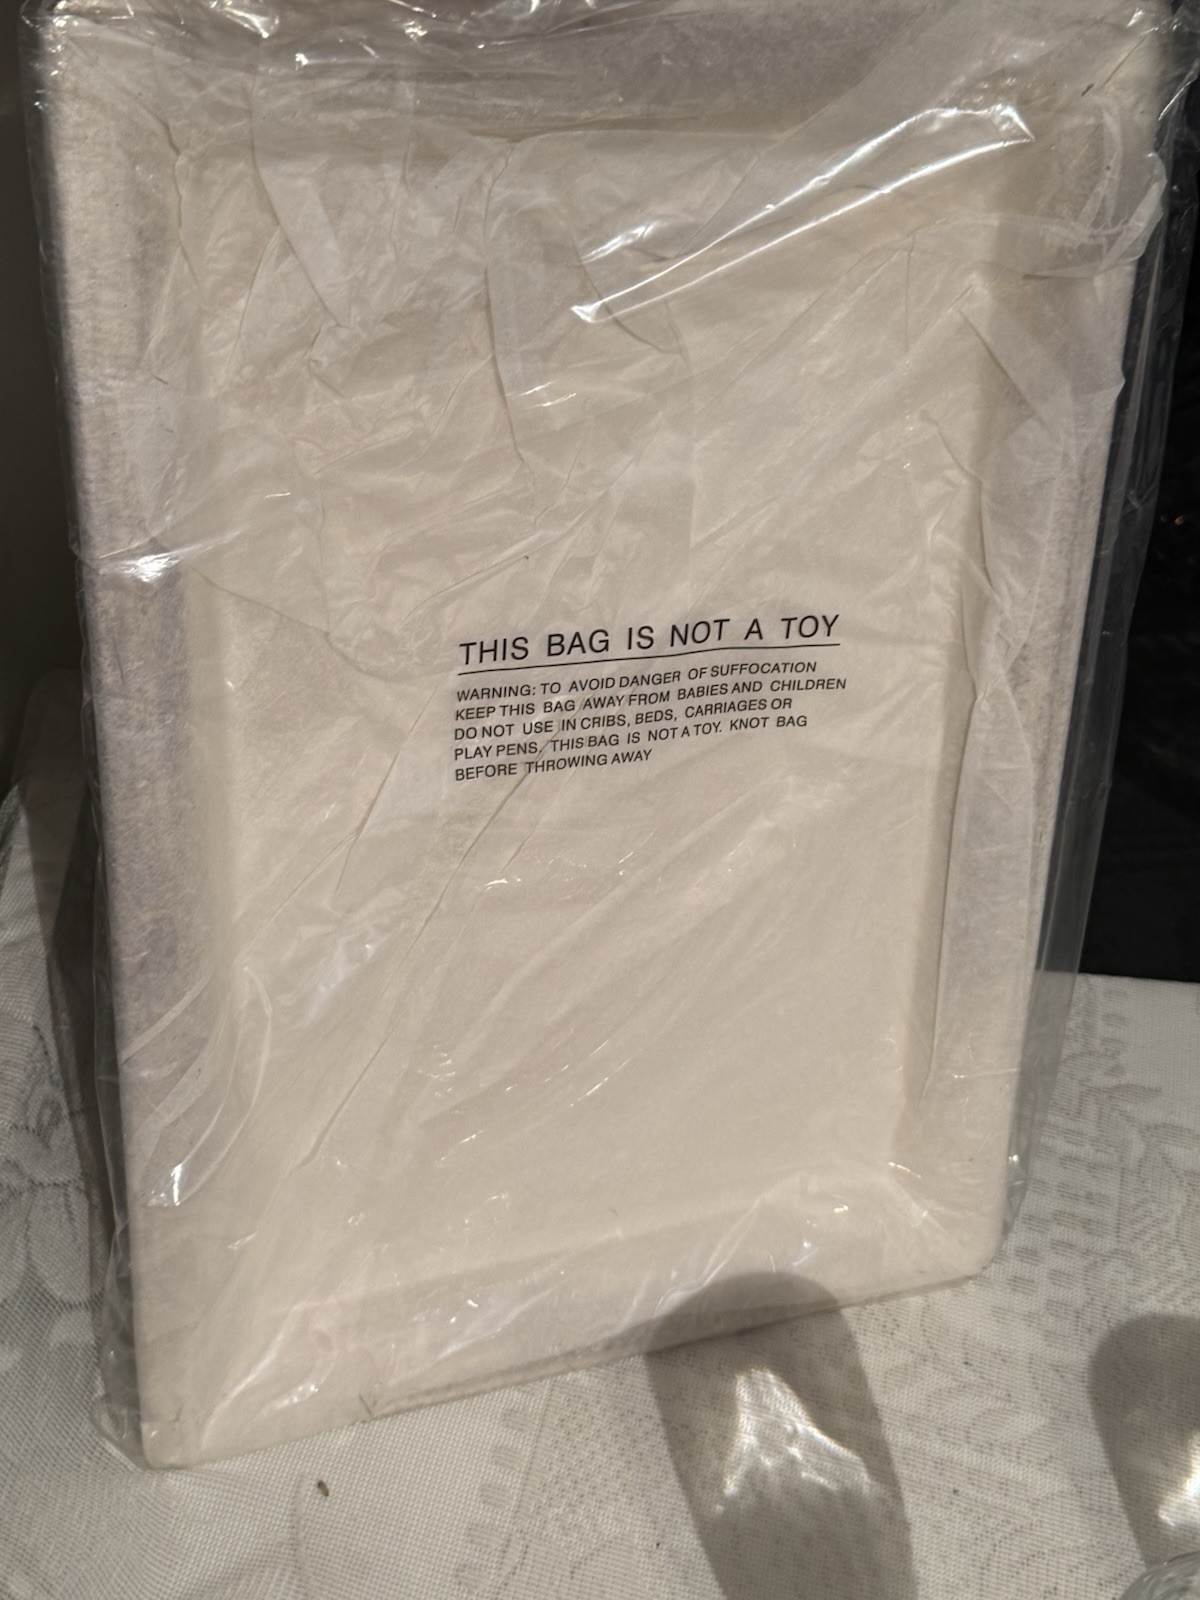 THIS BAG IS NOT A TOY
WARNING: TO AVOID DANGER OF SUFFOCATION
KEEP THIS BAG AWAY FROM BABIES AND CHILDREN
DO NOT USE IN CRIBS, BEDS, CARRIAGES OR
PLAY PENS, THIS BAG IS NOT A TOY. KNOT BAG
BEFORE THROWING AWAY